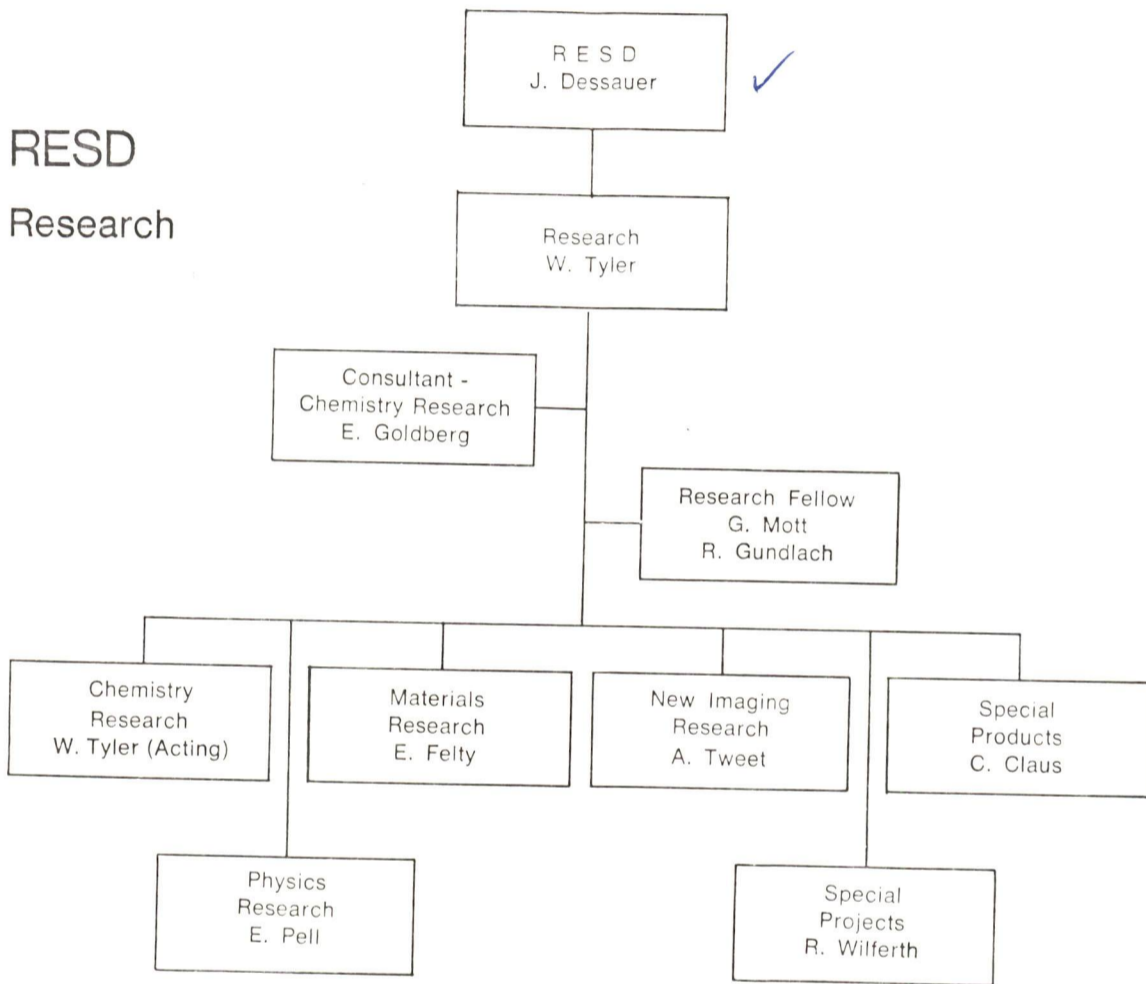 RESD
Research
R E S D
J. Dessauer
Research
W. Tyler
Consultant -
Chemistry Research
E. Goldberg
Research Fellow
G. Mott
R. Gundlach
Chemistry
Research
W. Tyler (Acting)
Materials
Research
E. Felty
New Imaging
Research
A. Tweet
Special
Products
C. Claus
Physics
Research
E. Pell
Special
Projects
R. Wilferth